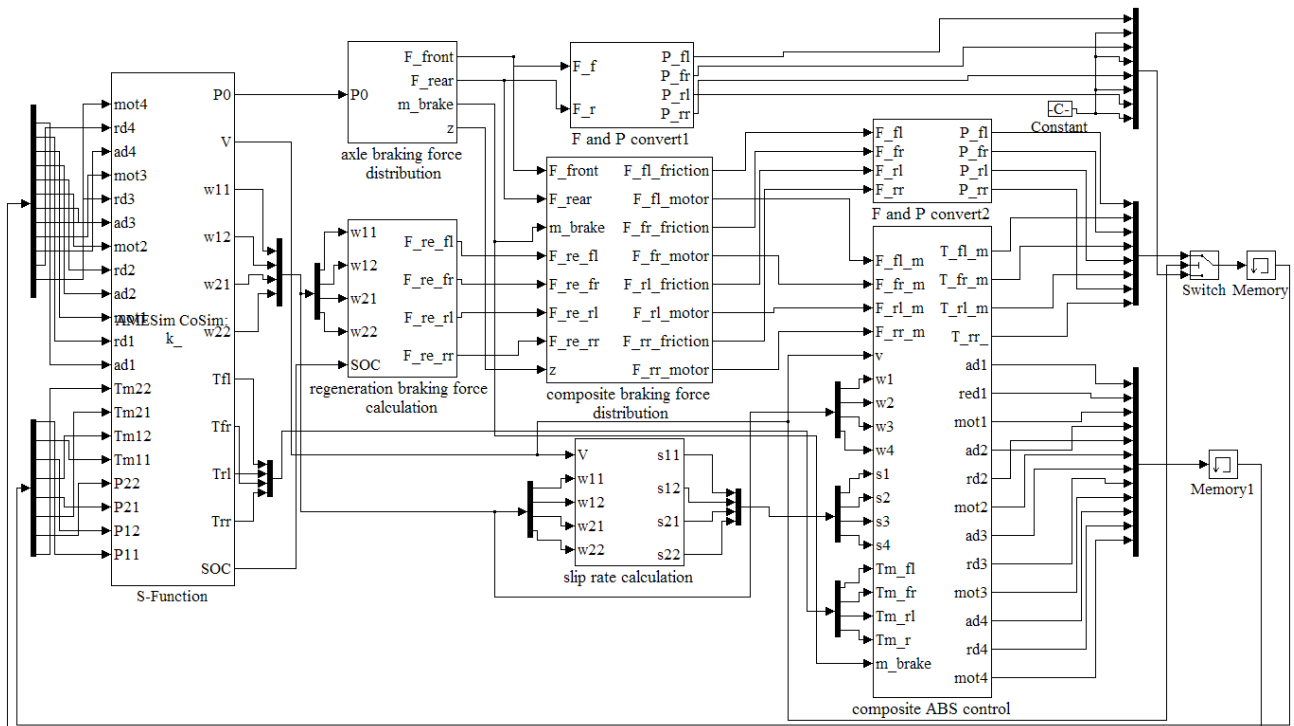 mot4
rd4
ad4
mot3
rd3
ad3
mot2
rd2
ad2
mot1
AMESim CoSim:
k_
rd1
ad1
Tm22
Tm21
Tm12
Tm11
P22
P21
P12
P11
P0
V
w11
w12
w21
w22
Tfl
Tfr
Trl
Trr
SOC
S-Function
P0
F_front
F_rear
m_brake
z
axle braking force
distribution
w11
w12
w21
w22
SOC
F_re_fl
F_re_fr
F_re_rl
F_re_rr
regeneration braking force
calculation
F_f
F_r
P_fl
P_fr
P_rl
P_rr
F and P convert1
F_front
F_rear
m_brake
F_re_fl
F_re_fr
F_re_rl
F_re_rr
z
F_fl_friction
F_fl_motor
F_fr_friction
F_fr_motor
F_rl_friction
F_rl_motor
F_rr_friction
F_rr_motor
composite braking force
distribution
V
w11
w12
w21
w22
s11
s12
s21
s22
slip rate calculation
-C-
Constant
F_fl
F_fr
F_rl
F_rr
P_fl
P_fr
P_rl
P_rr
F and P convert2
F_fl_m
F_fr_m
F_rl_m
F_rr_m
v
w1
w2
w3
w4
s1
s2
s3
s4
Tm_fl
Tm_fr
Tm_rl
Tm_r
m_brake
T_fl_m
T_fr_m
T_rl_m
T_rr_
ad1
red1
mot1
ad2
rd2
mot2
ad3
rd3
mot3
ad4
rd4
mot4
composite ABS control
Switch
Memory
Memory1